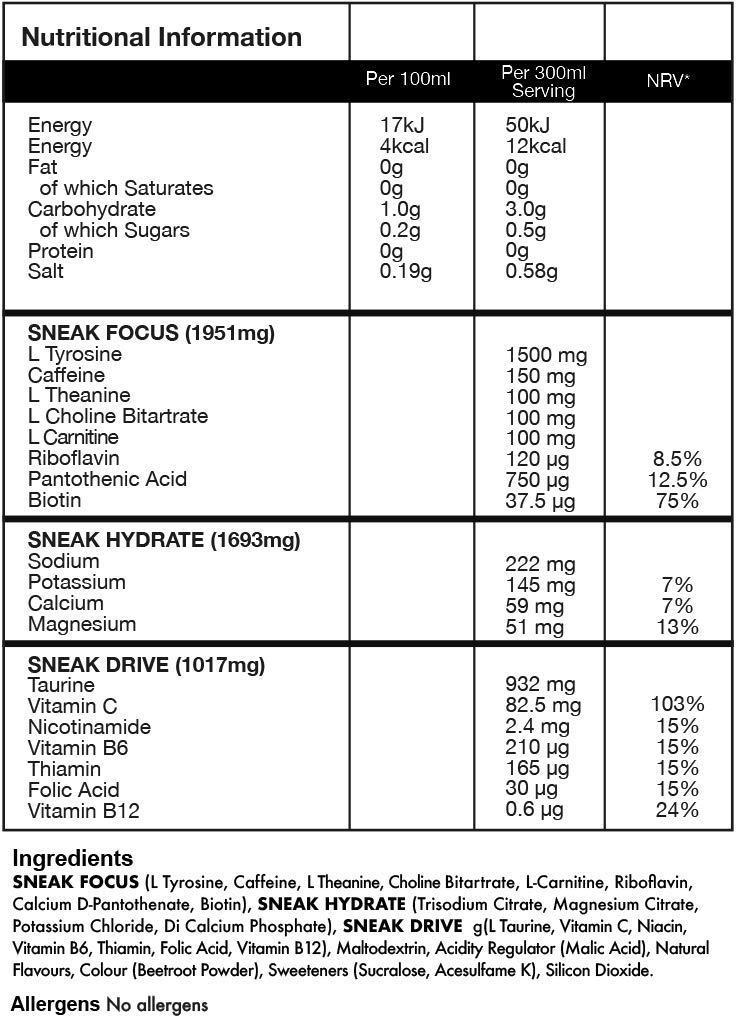 Nutritional Information
Per 100ml Per 300ml Serving NRV*
Energy 17kJ 50kJ
Energy 4kcal 12kcal
Fat 0g 0g
of which Saturates 0g 0g
Carbohydrate 1.0g 3.0g
of which Sugars 0.2g 0.5g
Protein 0g 0g
Salt 0.19g 0.58g
SNEAK FOCUS (1951mg)
L Tyrosine 1500 mg
Caffeine 150 mg
L Theanine 100 mg
L Choline Bitartrate 100 mg
L Carnitine 100 mg
Riboflavin 120 µg 8.5%
Pantothenic Acid 750 µg 12.5%
Biotin 37.5 µg 75%
SNEAK HYDRATE (1693mg)
Sodium 222 mg
Potassium 145 mg 7%
Calcium 59 mg 7%
Magnesium 51 mg 13%
SNEAK DRIVE (1017mg)
Taurine 932 mg
Vitamin C 82.5 mg 103%
Nicotinamide 2.4 mg 15%
Vitamin B6 210 µg 15%
Thiamin 165 µg 15%
Folic Acid 30 µg 15%
Vitamin B12 0.6 µg 24%
Ingredients
SNEAK FOCUS (L Tyrosine, Caffeine, L Theanine, Choline Bitartrate, L-Carnitine, Riboflavin,
Calcium D-Pantothenate, Biotin), SNEAK HYDRATE (Trisodium Citrate, Magnesium Citrate,
Potassium Chloride, Di Calcium Phosphate), SNEAK DRIVE g(L Taurine, Vitamin C, Niacin,
Vitamin B6, Thiamin, Folic Acid, Vitamin B12), Maltodextrin, Acidity Regulator (Malic Acid), Natural
Flavours, Colour (Beetroot Powder), Sweeteners (Sucralose, Acesulfame K), Silicon Dioxide.
Allergens No allergens